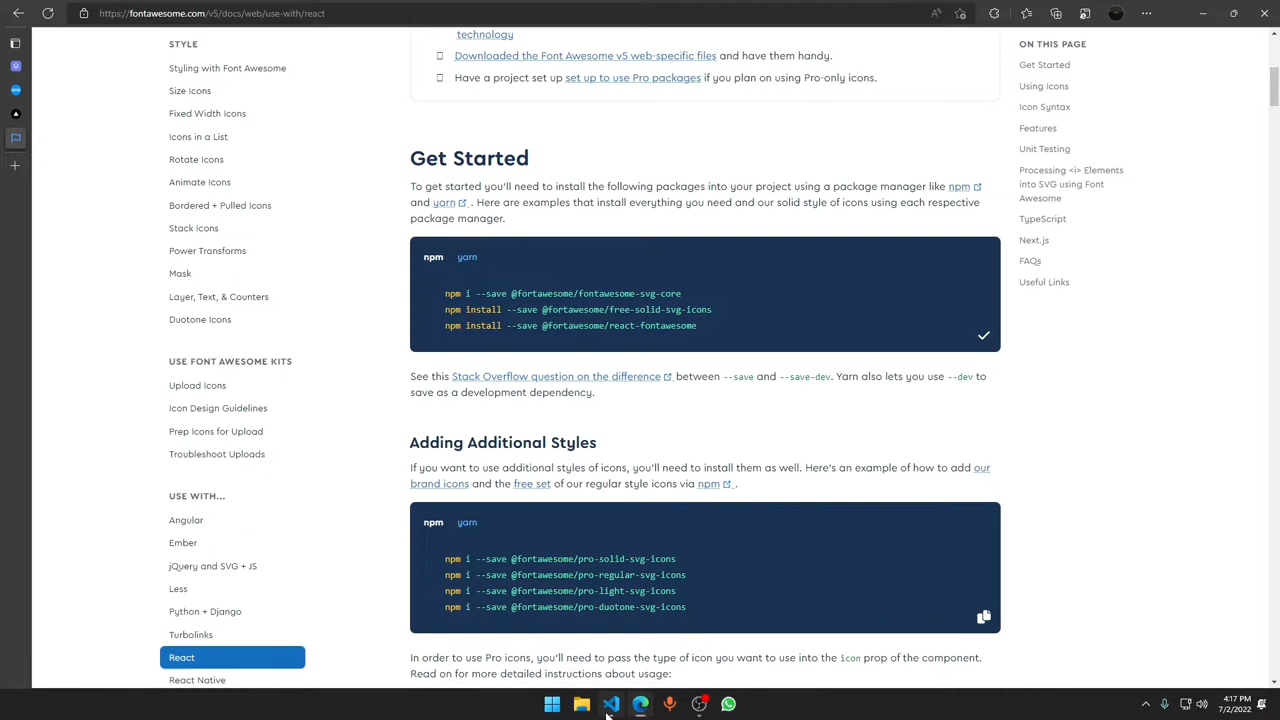 https://fontawesome.com/v5/docs/web/use-with/react
STYLE
Styling with Font Awesome
Size Icons
Fixed Width Icons
Icons in a List
Rotate Icons
Animate Icons
Bordered + Pulled Icons
Stack Icons
Power Transforms
Mask
Layer, Text, & Counters
Duotone Icons
USE FONT AWESOME KITS
Upload Icons
Icon Design Guidelines
Prep Icons for Upload
Troubleshoot Uploads
USE WITH...
Angular
Ember
jQuery and SVG + JS
Less
Python + Django
Turbolinks
React
React Native
technology
Downloaded the Font Awesome v5 web-specific files and have them handy.
Have a project set up set up to use Pro packages if you plan on using Pro-only icons.
Get Started
To get started you'll need to install the following packages into your project using a package manager like npm
and yarn . Here are examples that install everything you need and our solid style of icons using each respective
package manager.
npm yarn
npm i --save @fortawesome/fontawesome-svg-core
npm install --save @fortawesome/free-solid-svg-icons
npm install --save @fortawesome/react-fontawesome
See this Stack Overflow question on the difference between --save and --save-dev. Yarn also lets you use --dev to
save as a development dependency.
Adding Additional Styles
If you want to use additional styles of icons, you'll need to install them as well. Here's an example of how to add our
brand icons and the free set of our regular style icons via npm .
npm yarn
npm i --save @fortawesome/pro-solid-svg-icons
npm i --save @fortawesome/pro-regular-svg-icons
npm i --save @fortawesome/pro-light-svg-icons
npm i --save @fortawesome/pro-duotone-svg-icons
In order to use Pro icons, you'll need to pass the type of icon you want to use into the icon prop of the component.
Read on for more detailed instructions about usage:
ON THIS PAGE
Get Started
Using Icons
Icon Syntax
Features
Unit Testing
Processing <i> Elements
into SVG using Font
Awesome
TypeScript
Next.js
FAQs
Useful Links
4:17 PM
7/2/2022